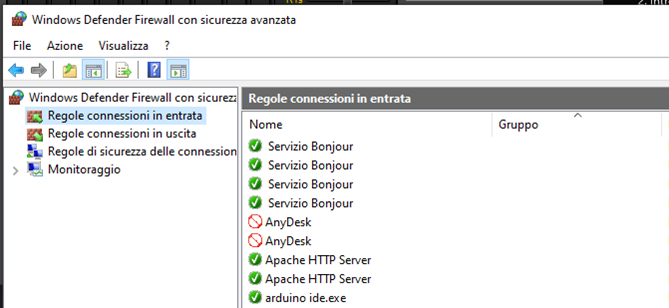 Windows Defender Firewall con sicurezza avanzata
File Azione Visualizza ?
Windows Defender Firewall con sicurez
Regole connessioni in entrata
Regole connessioni in uscita
Regole di sicurezza delle connession
Monitoraggio
Regole connessioni in entrata
Nome Gruppo
Servizio Bonjour
Servizio Bonjour
Servizio Bonjour
Servizio Bonjour
AnyDesk
AnyDesk
Apache HTTP Server
Apache HTTP Server
arduino ide.exe